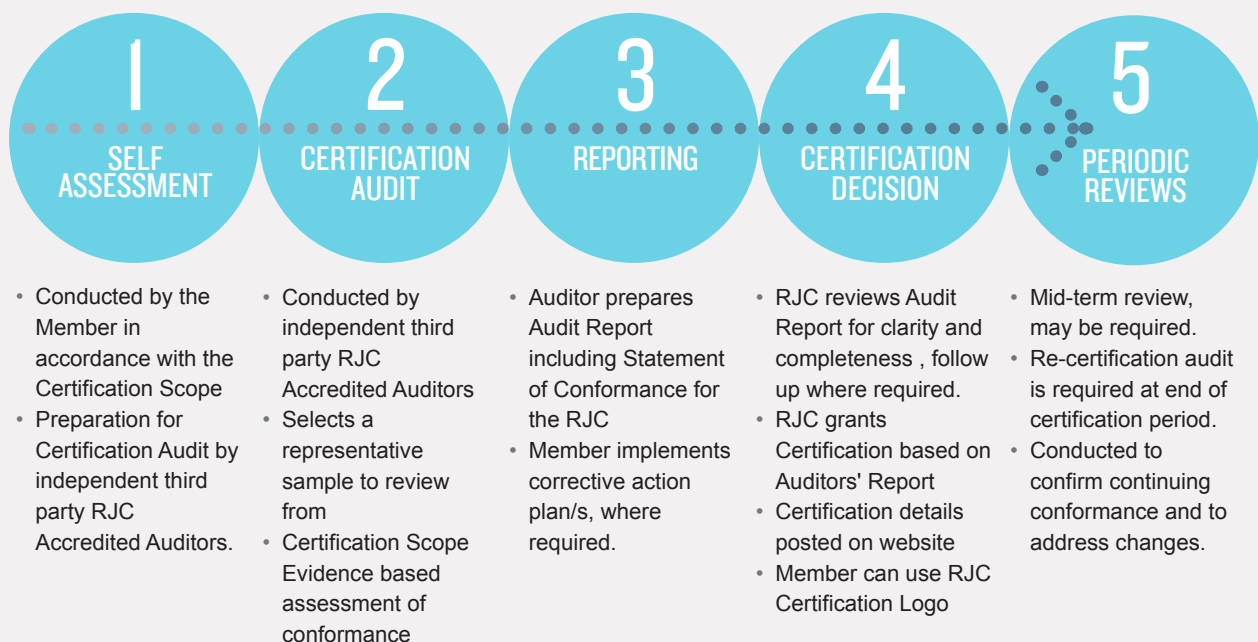 1
SELF
ASSESSMENT
• Conducted by the
Member in
accordance with the
Certification Scope
• Preparation for
Certification Audit by
independent third
party RJC
Accredited Auditors.
2
CERTIFICATION
AUDIT
• Conducted by
independent third
party RJC
Accredited Auditors
• Selects a
representative
sample to review
from
• Certification Scope
Evidence based
assessment of
conformance
3
REPORTING
• Auditor prepares
Audit Report
including Statement
of Conformance for
the RJC
• Member implements
corrective action
plan/s, where
required.
4
CERTIFICATION
DECISION
• RJC reviews Audit
Report for clarity and
completeness , follow
up where required.
• RJC grants
Certification based on
Auditors' Report
• Certification details
posted on website
• Member can use RJC
Certification Logo
5
PERIODIC
REVIEWS
• Mid-term review,
may be required.
• Re-certification audit
is required at end of
certification period.
• Conducted to
confirm continuing
conformance and to
address changes.